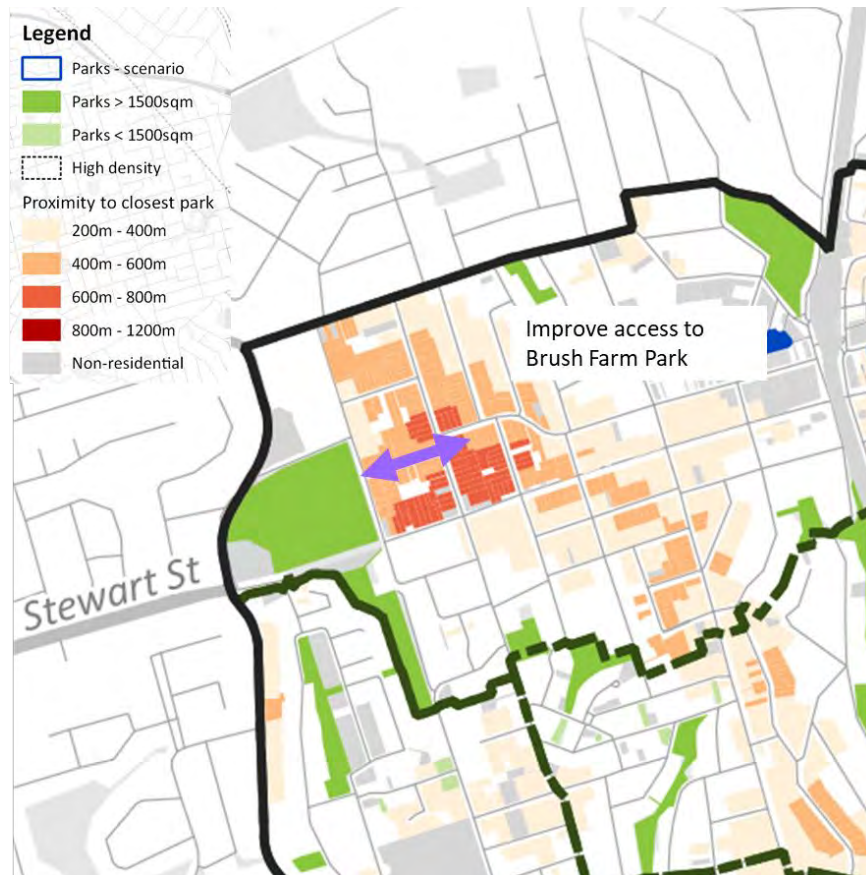 Legend
Parks - scenario
Parks > 1500sqm
Parks < 1500sqm
High density
Proximity to closest park
200m - 400m
400m - 600m
600m - 800m
800m - 1200m
Non-residential
Improve access to
Brush Farm Park
Stewart St